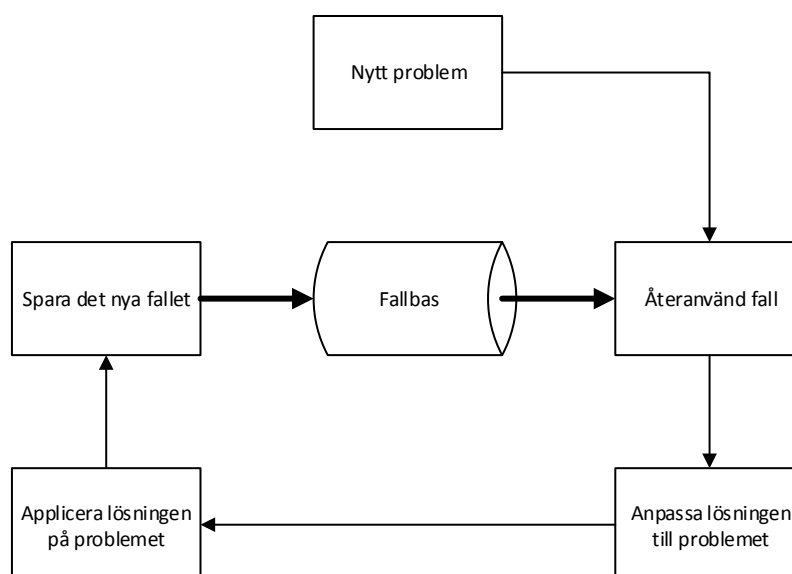 Nytt problem
Spara det nya fallet
Fallbas
Återanvänd fall
Applicera lösningen
på problemet
Anpassa lösningen
till problemet